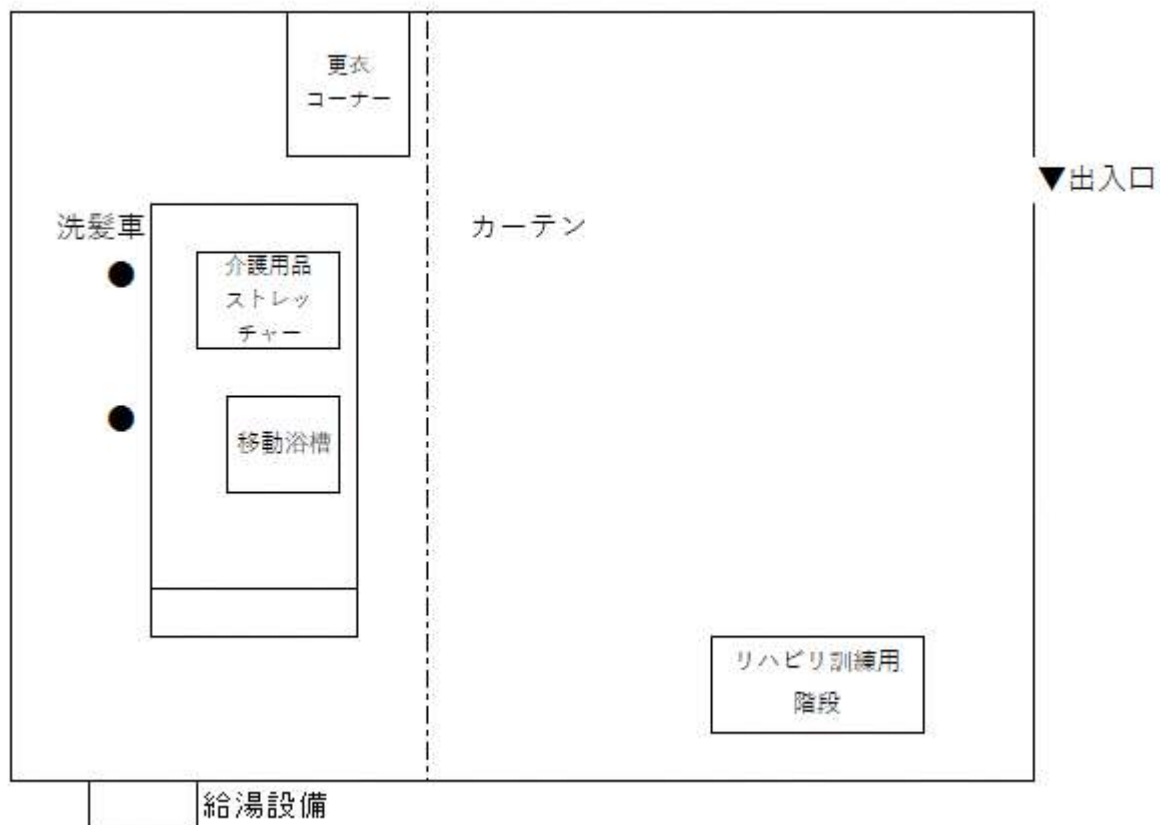 更衣
コーナー
▼出入口
洗髪車
カーテン
介護用品
ストレッ
チャー
移動浴槽
リハビリ訓練用
階段
給湯設備